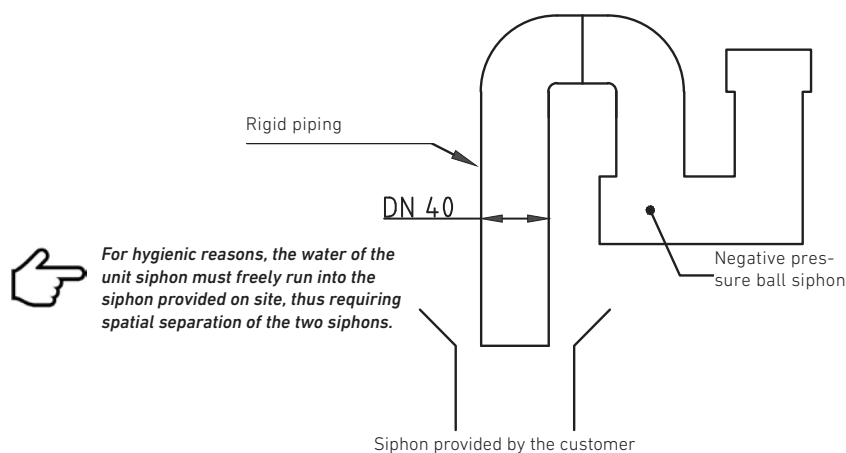 Rigid piping
DN 40
For hygienic reasons, the water of the
unit siphon must freely run into the
siphon provided on site, thus requiring
spatial separation of the two siphons.
Negative pres-
sure ball siphon
Siphon provided by the customer